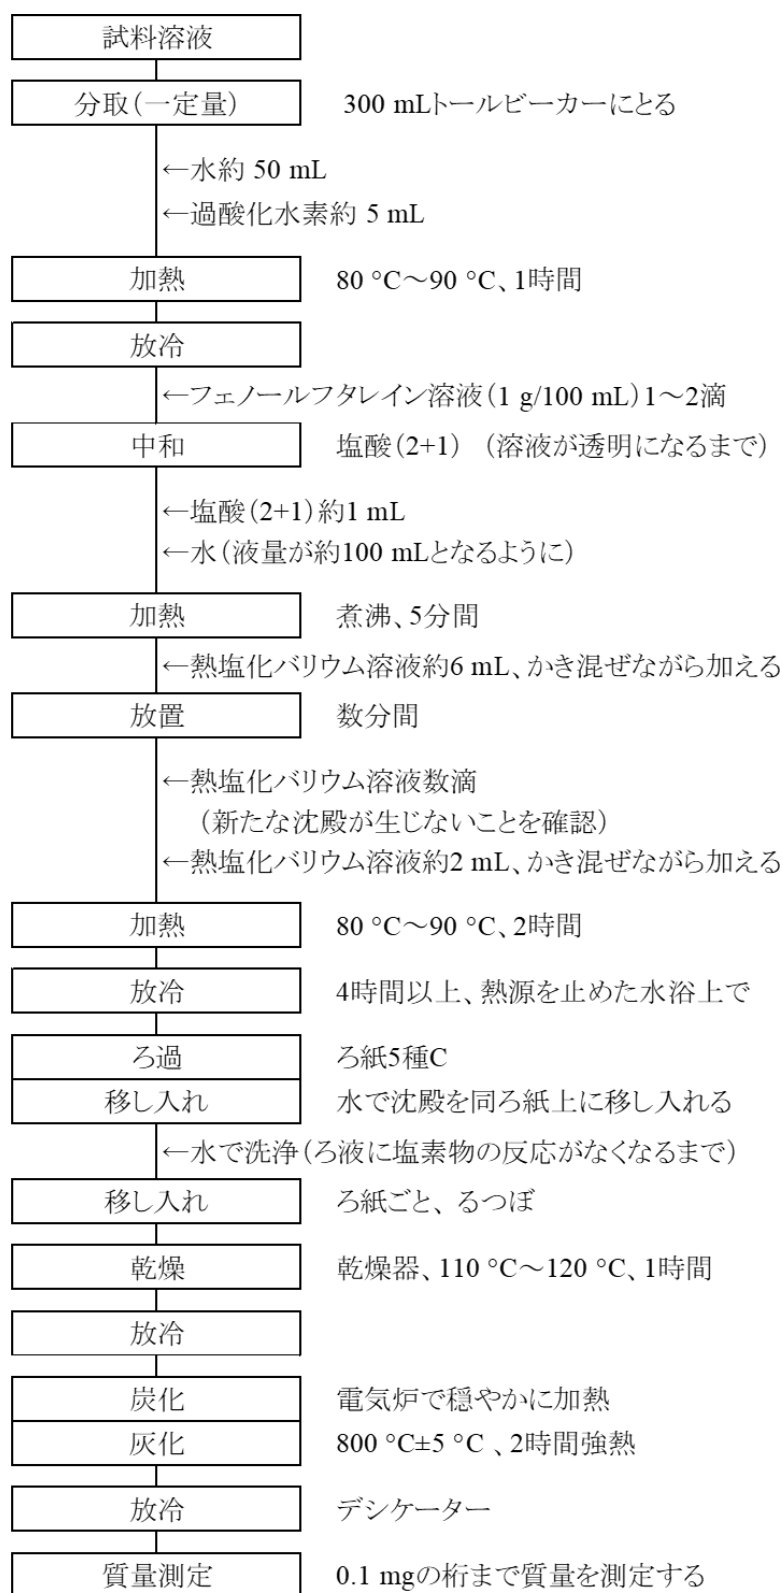 試料溶液
分取（一定量） 300 mLトールビーカーにとる
←水約 50 mL
←過酸化水素約 5 mL
加熱 80 °C～90 °C、1時間
放冷
←フェノールフタレイン溶液（1 g/100 mL）1～2滴
中和 塩酸（2+1）（溶液が透明になるまで）
←塩酸（2+1）約1 mL
←水（液量が約100 mLとなるように）
加熱 煮沸、5分間
←熱塩化バリウム溶液約6 mL、かき混ぜながら加える
放置 数分間
←熱塩化バリウム溶液数滴
（新たな沈殿が生じないことを確認）
←熱塩化バリウム溶液約2 mL、かき混ぜながら加える
加熱 80 °C～90 °C、2時間
放冷 4時間以上、熱源を止めた水浴上で
ろ過 ろ紙5種C
移し入れ 水で沈殿を同ろ紙上に移し入れる
←水で洗浄（ろ液に塩素物の反応がなくなるまで）
移し入れ ろ紙ごと、るつぼ
乾燥 乾燥器、110 °C～120 °C、1時間
放冷
炭化 電気炉で穏やかに加熱
灰化 800 °C±5 °C 、2時間強熱
放冷 デシケーター
質量測定 0.1 mgの桁まで質量を測定する